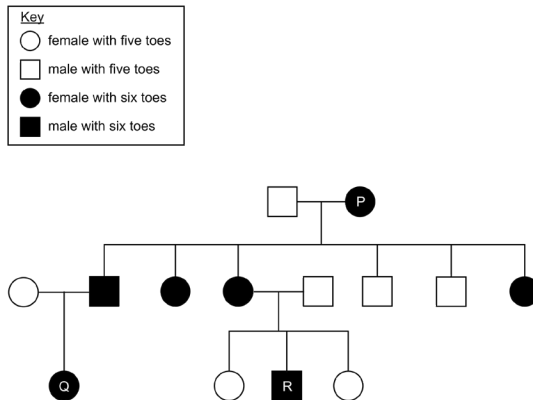 Key
female with five toes
male with five toes
female with six toes
male with six toes
P
Q
R